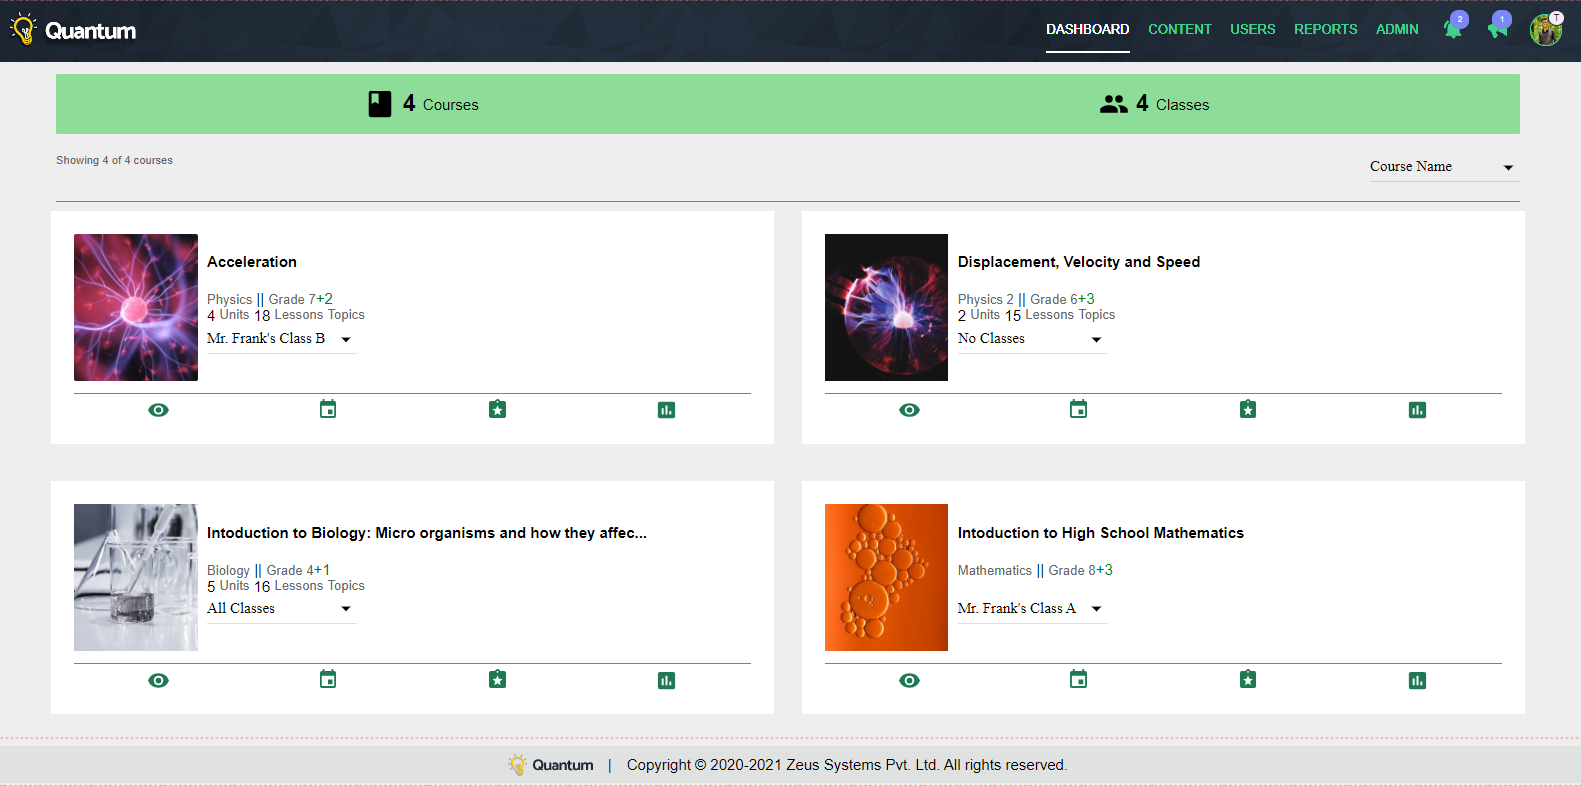 Quantum
DASHBOARD CONTENT USERS REPORTS ADMIN 2 1 T
4 Courses
4 Classes
Showing 4 of 4 courses
Course Name
Acceleration
Physics || Grade 7+2
4 Units 18 Lessons Topics
Mr. Frank's Class B
Displacement, Velocity and Speed
Physics 2 || Grade 6+3
2 Units 15 Lessons Topics
No Classes
Intoduction to Biology: Micro organisms and how they affec...
Biology || Grade 4+1
5 Units 16 Lessons Topics
All Classes
Intoduction to High School Mathematics
Mathematics || Grade 8+3
Mr. Frank's Class A
Quantum | Copyright © 2020-2021 Zeus Systems Pvt. Ltd. All rights reserved.